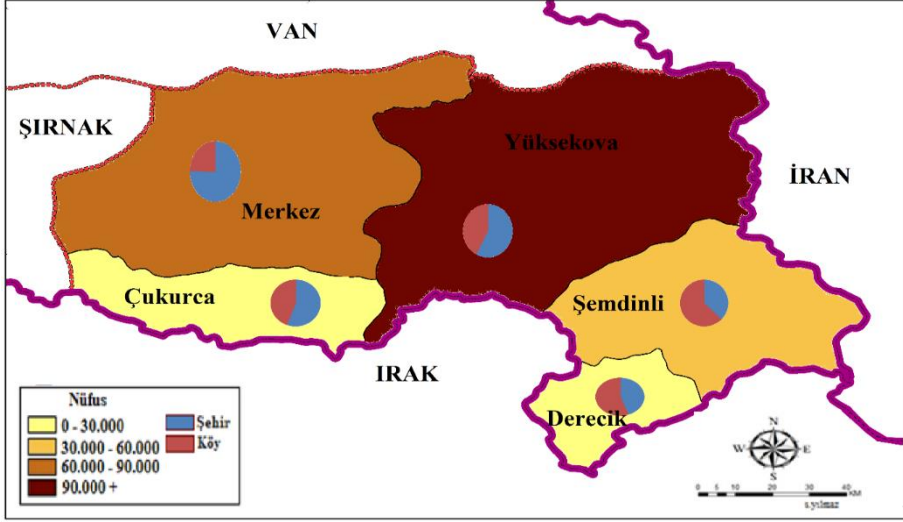 VAN
ŞIRNAK
Yüksekova
İRAN
Merkez
Çukurca
Şemdinli
IRAK
Derecik
Nüfus
0 - 30.000
30.000 - 60.000
60.000 - 90.000
90.000 +
Şehir
Köy
N
W E
S
0 5 10 20 30 40 KM
s.yılmaz